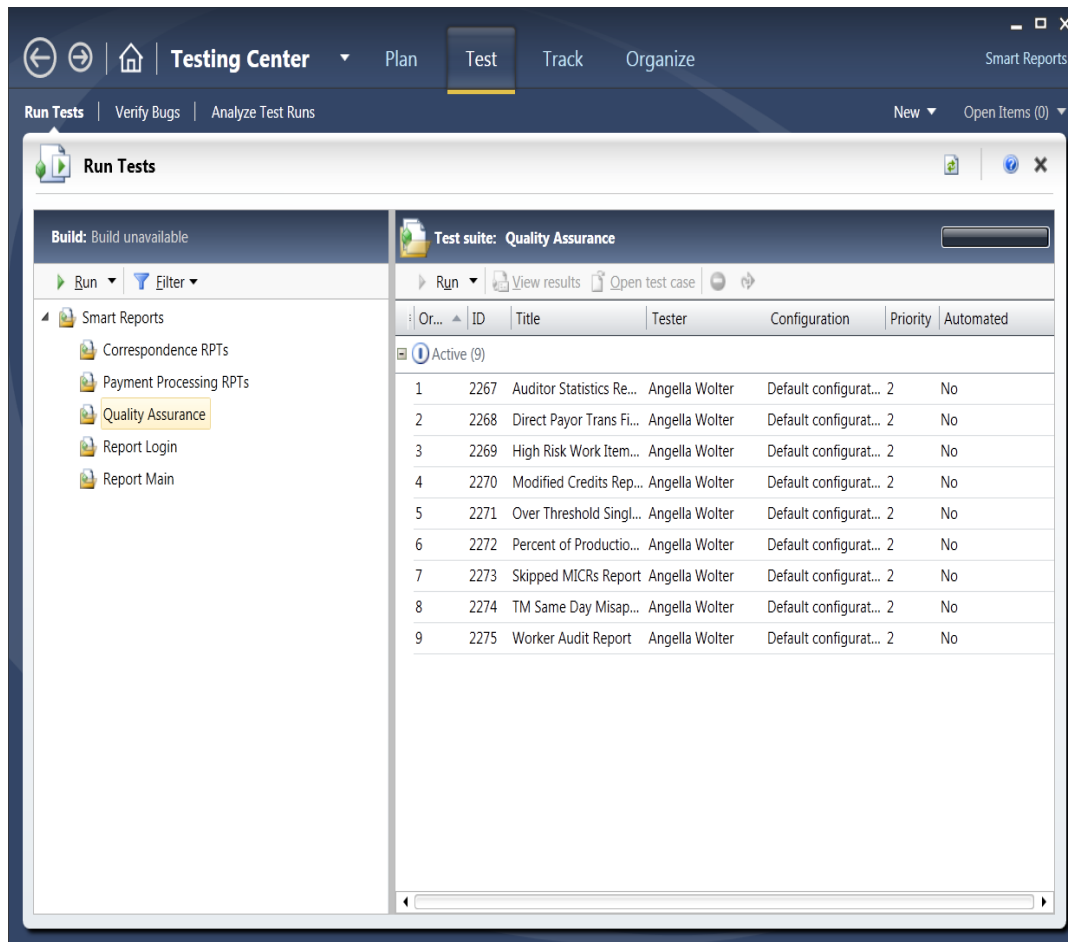 Testing Center Plan Test Track Organize Smart Reports
Run Tests Verify Bugs Analyze Test Runs New Open Items (0)
Run Tests
Build: Build unavailable
Run Filter
Smart Reports
Correspondence RPTs
Payment Processing RPTs
Quality Assurance
Report Login
Report Main
Test suite: Quality Assurance
Run View results Open test case
Or... ID Title Tester Configuration Priority Automated
Active (9)
1 2267 Auditor Statistics Re... Angella Wolter Default configurat... 2 No
2 2268 Direct Payor Trans Fi... Angella Wolter Default configurat... 2 No
3 2269 High Risk Work Item... Angella Wolter Default configurat... 2 No
4 2270 Modified Credits Rep... Angella Wolter Default configurat... 2 No
5 2271 Over Threshold Singl... Angella Wolter Default configurat... 2 No
6 2272 Percent of Productio... Angella Wolter Default configurat... 2 No
7 2273 Skipped MICRs Report Angella Wolter Default configurat... 2 No
8 2274 TM Same Day Misap... Angella Wolter Default configurat... 2 No
9 2275 Worker Audit Report Angella Wolter Default configurat... 2 No